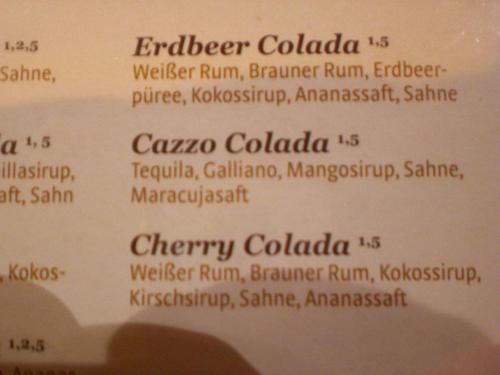 1,2,5
Sahne,
a 1, 5
illasirup,
aft, Sahn
, Kokos-
1,2,5
Erdbeer Colada 1,5
Weißer Rum, Brauner Rum, Erdbeer-
püree, Kokossirup, Ananassaft, Sahne
Cazzo Colada 1,5
Tequila, Galliano, Mangosirup, Sahne,
Maracujasaft
Cherry Colada 1,5
Weißer Rum, Brauner Rum, Kokossirup,
Kirschsirup, Sahne, Ananassaft